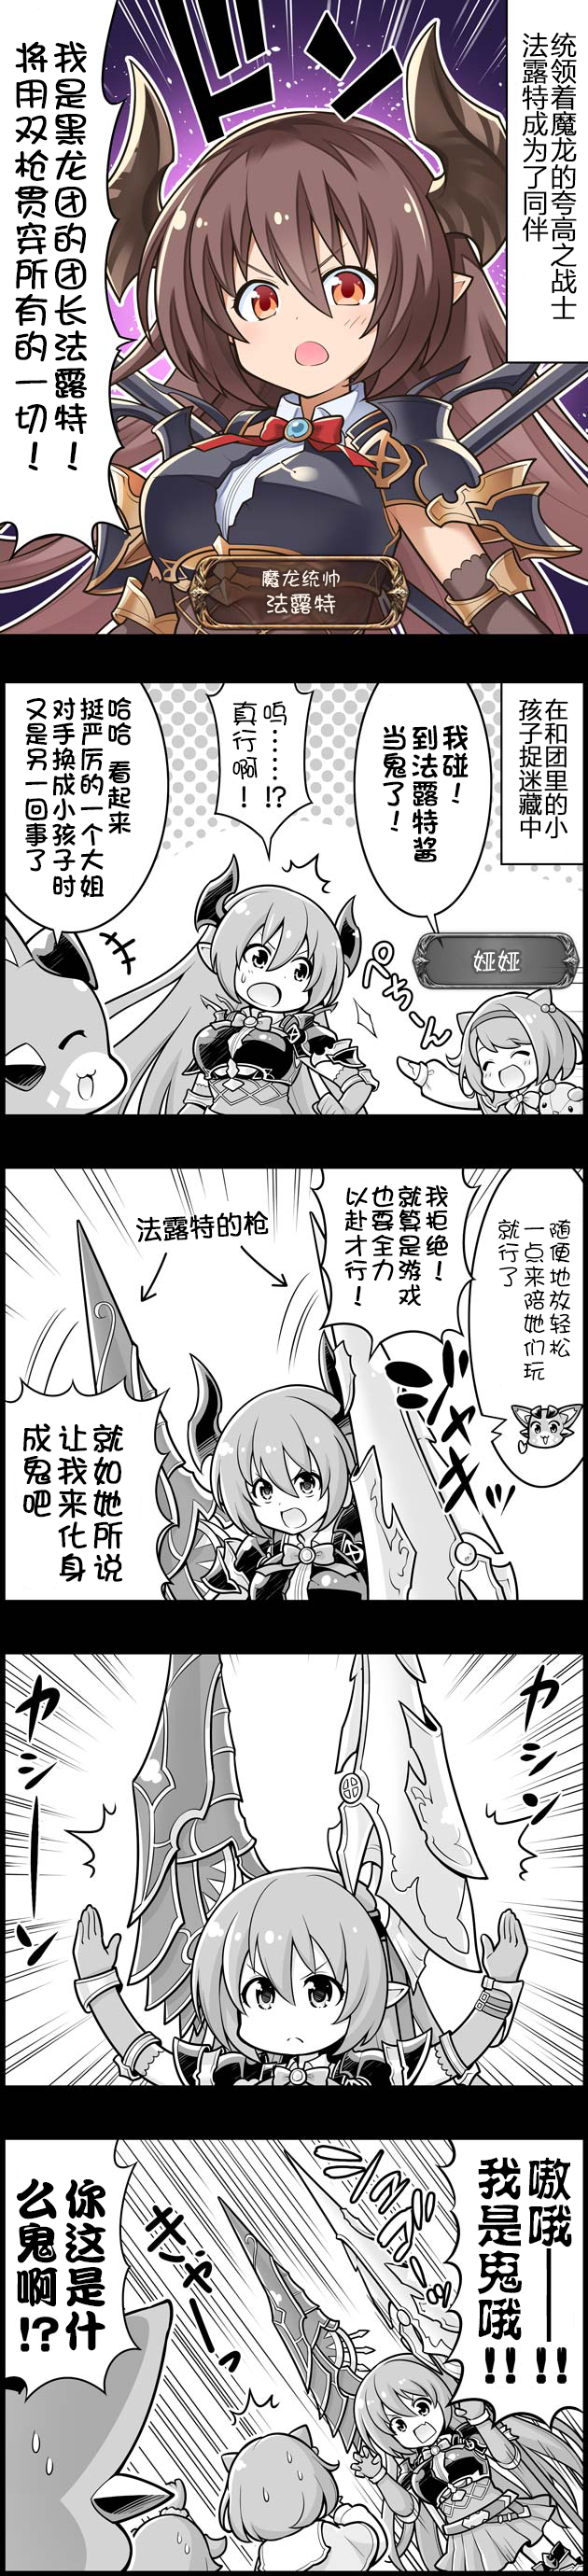 统领着魔龙的夸高之战士
法露特成为了同伴
ドン
我是黑龙团的团长法露特！
将用双枪贯穿所有的一切！
魔龙统帅
法露特
在和团里的小
孩子捉迷藏中
我碰！
到法露特酱
当鬼了！
呜……!?
真行啊！
哈哈 看起来
挺严厉的一个大姐
对手换成小孩子时
又是另一回事了
娅娅
ぺちーん
随便地放轻松
一点来陪她们玩
就行了
我拒绝！
就算是游戏
也要全力
以赴才行！
法露特的枪
ジャキッ
就如她所说
让我来化身
成鬼吧
ヤシーン
ヤシーン
嗷哦——
我是鬼哦!!!!
キャーっ
你这是什
么鬼啊!?